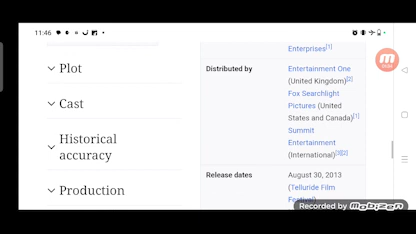 11:46
Enterprises[1]
Plot
Distributed by
Entertainment One
(United Kingdom)[2]
Fox Searchlight
Pictures (United
States and Canada)[1]
Summit
Entertainment
(International)[3][2]
Cast
Historical
accuracy
Production
Release dates
August 30, 2013
(Telluride Film
Festival)
Recorded by MOBIZEN